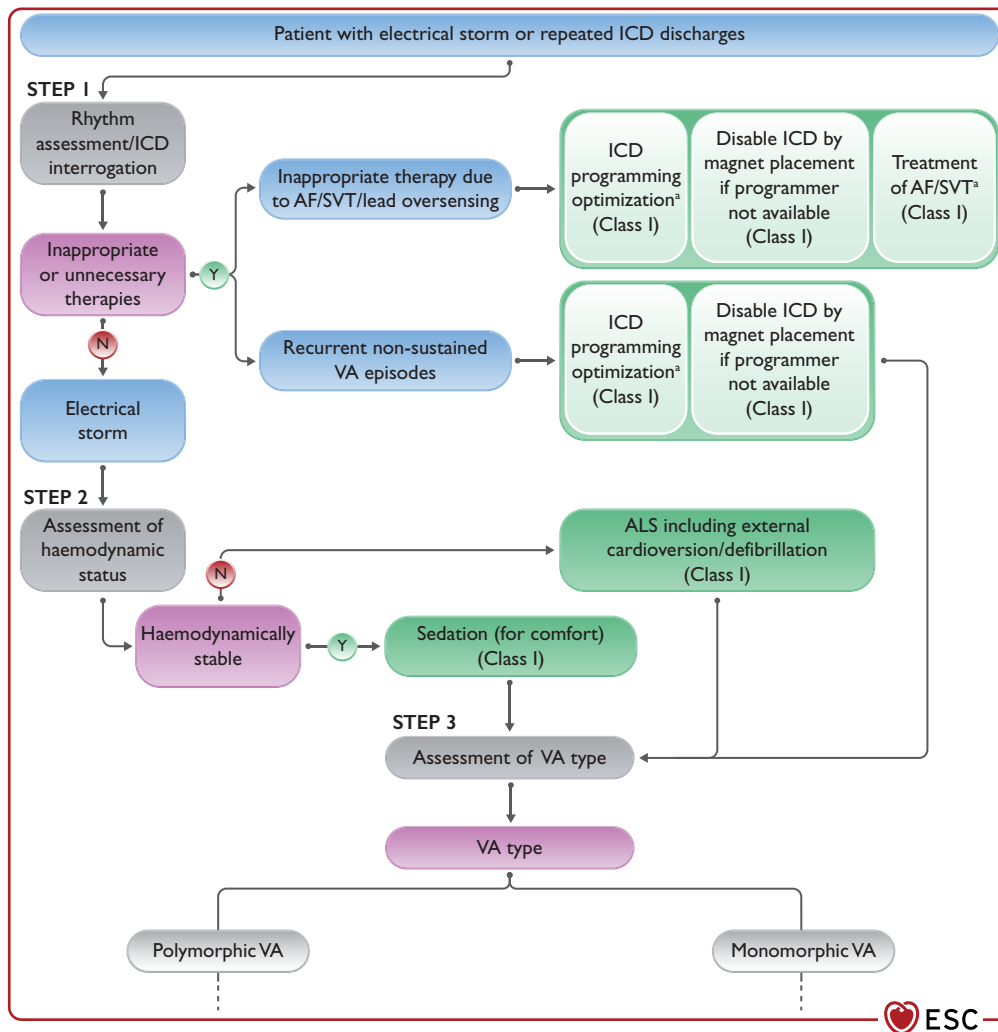 Patient with electrical storm or repeated ICD discharges
STEP 1
Rhythm
assessment/ICD
interrogation
Inappropriate
or unnecessary
therapies
Y
Inappropriate therapy due
to AF/SVT/lead oversensing
ICD
programming
optimizationᵃ
(Class I)
Disable ICD by
magnet placement
if programmer
not available
(Class I)
Treatment
of AF/SVTᵃ
(Class I)
Recurrent non-sustained
VA episodes
ICD
programming
optimizationᵃ
(Class I)
Disable ICD by
magnet placement
if programmer
not available
(Class I)
N
Electrical
storm
STEP 2
Assessment of
haemodynamic
status
N
ALS including external
cardioversion/defibrillation
(Class I)
Haemodynamically
stable
Y
Sedation (for comfort)
(Class I)
STEP 3
Assessment of VA type
VA type
Polymorphic VA
Monomorphic VA
ESC